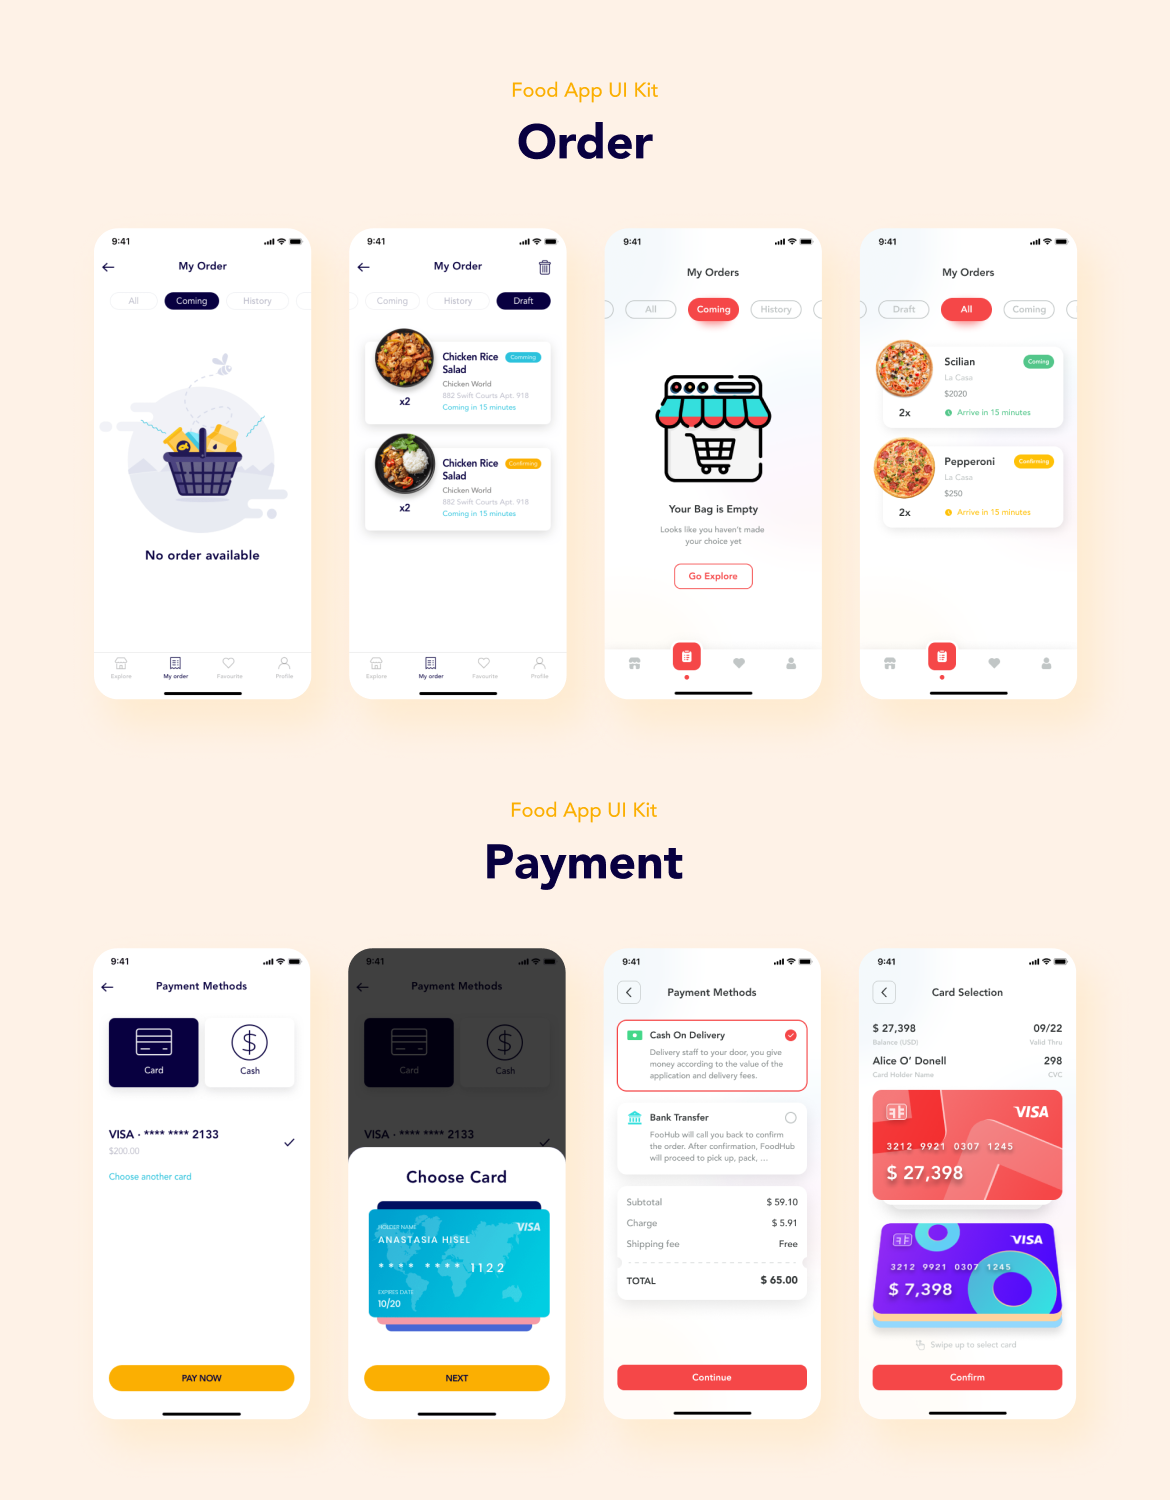 Food App UI Kit
Order
9:41
My Order
All
Coming
History
No order available
Explore
My order
Favourite
Profile
9:41
My Order
Coming
History
Draft
Chicken Rice
Salad
Comming
Chicken World
882 Swift Courts Apt. 918
x2
Coming in 15 minutes
Chicken Rice
Salad
Confirming
Chicken World
882 Swift Courts Apt. 918
x2
Coming in 15 minutes
Explore
My order
Favourite
Profile
9:41
My Orders
All
Coming
History
Your Bag is Empty
Looks like you haven't made
your choice yet
Go Explore
9:41
My Orders
Draft
All
Coming
Scilian
Coming
La Casa
$2020
2x
Arrive in 15 minutes
Pepperoni
Confirming
La Casa
$250
2x
Arrive in 15 minutes
Food App UI Kit
Payment
9:41
Payment Methods
Card
Cash
VISA · **** **** 2133
$200.00
Choose another card
PAY NOW
9:41
Payment Methods
Card
Cash
VISA · **** **** 2133
Choose Card
HOLDER NAME
VISA
ANASTASIA HISEL
**** **** 1122
EXPIRES DATE
10/20
NEXT
9:41
Payment Methods
Cash On Delivery
Delivery staff to your door, you give
money according to the value of the
application and delivery fees.
Bank Transfer
FooHub will call you back to confirm
the order. After confirmation, FoodHub
will proceed to pick up, pack, ...
Subtotal $ 59.10
Charge $ 5.91
Shipping fee Free
TOTAL $ 65.00
Continue
9:41
Card Selection
$ 27,398 09/22
Balance (USD) Valid Thru
Alice O' Donell 298
Card Holder Name CVC
VISA
3212 9921 0307 1245
$ 27,398
VISA
3212 9921 0307 1245
$ 7,398
Swipe up to select card
Confirm